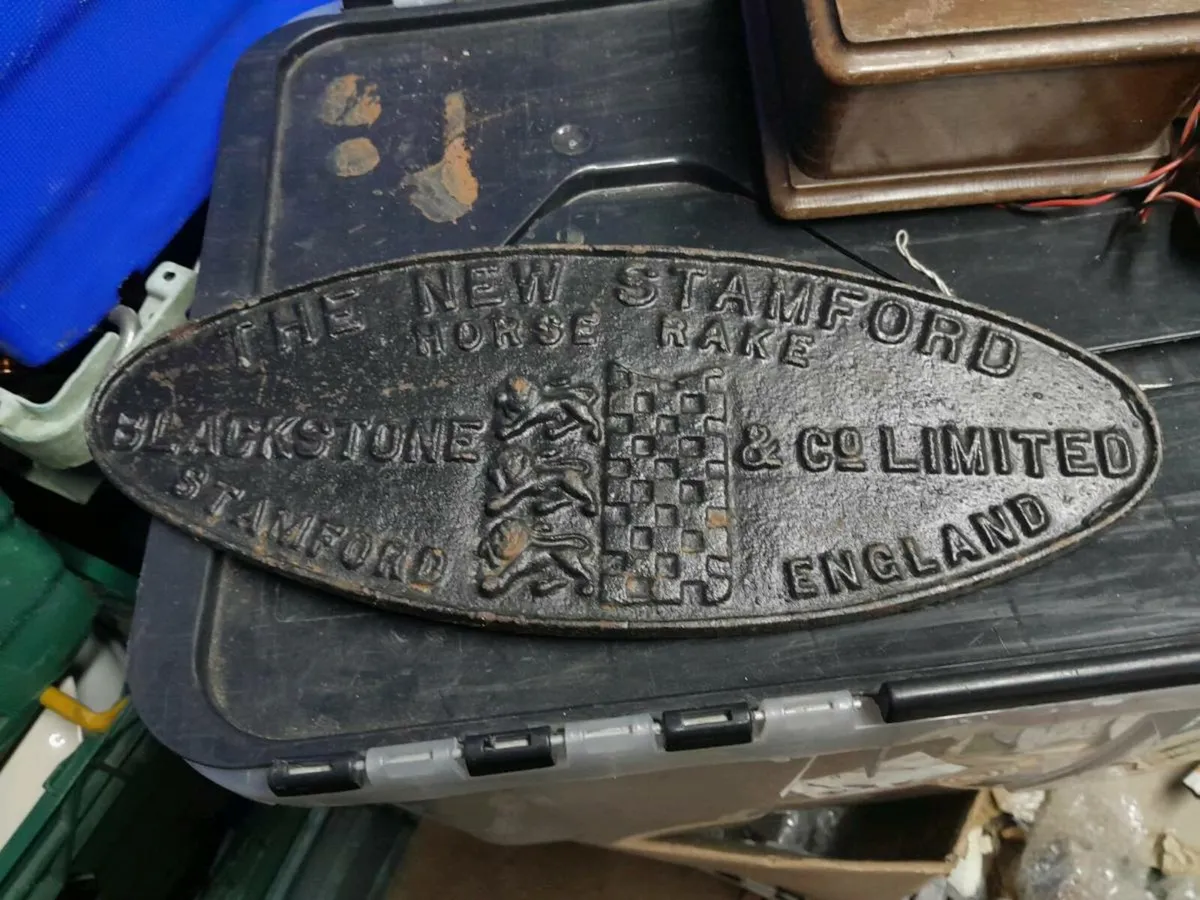 THE NEW STAMFORD
HORSE RAKE
BLACKSTONE & Cº LIMITED
STAMFORD ENGLAND